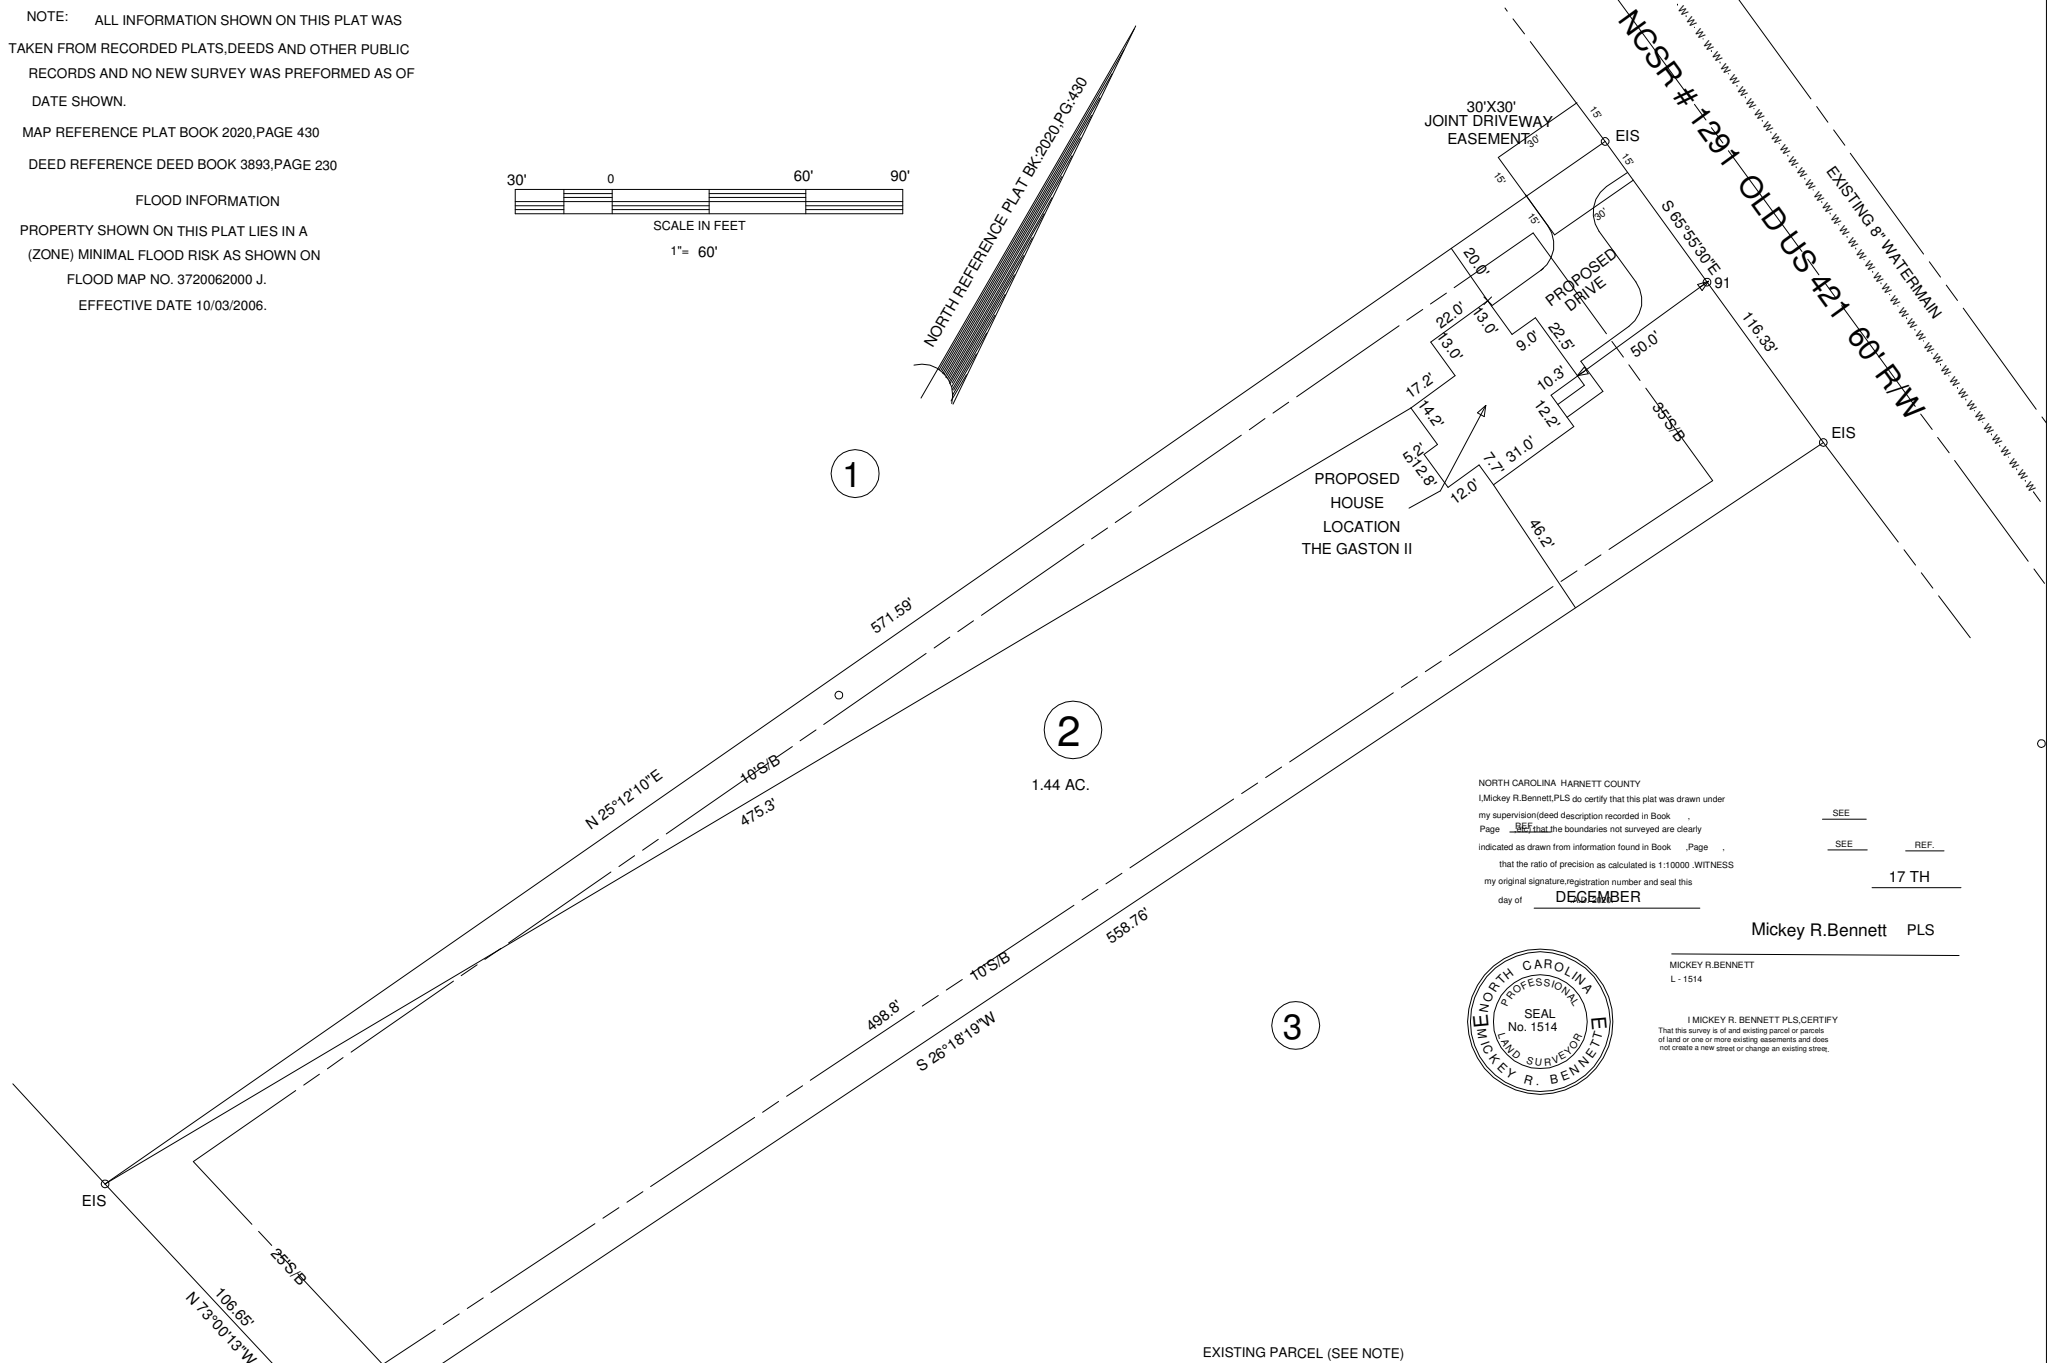 NOTE: ALL INFORMATION SHOWN ON THIS PLAT WAS
TAKEN FROM RECORDED PLATS,DEEDS AND OTHER PUBLIC
RECORDS AND NO NEW SURVEY WAS PREFORMED AS OF
DATE SHOWN.
MAP REFERENCE PLAT BOOK 2020,PAGE 430
DEED REFERENCE DEED BOOK 3893,PAGE 230
FLOOD INFORMATION
PROPERTY SHOWN ON THIS PLAT LIES IN A
(ZONE) MINIMAL FLOOD RISK AS SHOWN ON
FLOOD MAP NO. 3720062000 J.
EFFECTIVE DATE 10/03/2006.
30' 0 60' 90'
SCALE IN FEET
1"= 60'
NORTH REFERENCE PLAT BK:2020,PG:430
30'X30'
JOINT DRIVEWAY
EASEMENT
30'
15'
15'
15'
15'
30'
EIS
NCSR # 1291 OLD US 421 60' R/W
W-W-W-W-W-W-W-W-W-W-W-W-W-W-W-W-W-W-W-W-W-W-W-W-W-W-W-W-W-W-W-W-W-W-W
EXISTING 8" WATERMAIN
S 65°55'30"E
91
116.33'
EIS
PROPOSED
DRIVE
20.0'
22.0'
13.0'
13.0'
9.0'
22.5'
50.0'
10.3'
12.2'
17.2'
14.2'
5.2'
12.8'
12.0'
7.7'
31.0'
35'S/B
46.2'
PROPOSED
HOUSE
LOCATION
THE GASTON II
1
571.59'
N 25°12'10"E
10'S/B
475.3'
2
1.44 AC.
558.76'
10'S/B
498.8'
S 26°18'19"W
3
EIS
25'S/B
106.65'
N 73°00'13"W
NORTH CAROLINA HARNETT COUNTY
I,Mickey R.Bennett,PLS do certify that this plat was drawn under
my supervision(deed description recorded in Book ,
SEE
Page REF. ,etc) that the boundaries not surveyed are clearly
indicated as drawn from information found in Book ,Page ,
SEE REF.
that the ratio of precision as calculated is 1:10000 .WITNESS
my original signature,registration number and seal this
17 TH
day of DECEMBER
Mickey R.Bennett PLS
MICKEY R.BENNETT
L - 1514
NORTH CAROLINA
PROFESSIONAL
SEAL
No. 1514
LAND SURVEYOR
MICKEY R. BENNETT
I MICKEY R. BENNETT PLS,CERTIFY
That this survey is of and existing parcel or parcels
of land or one or more existing easements and does
not create a new street or change an existing street.
EXISTING PARCEL (SEE NOTE)